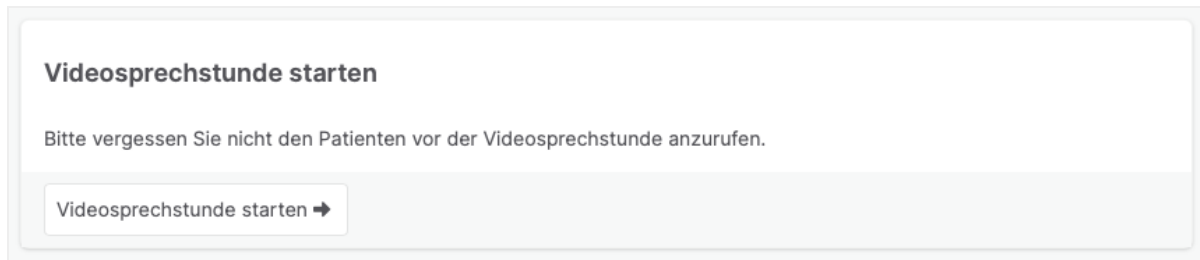 Videosprechstunde starten
Bitte vergessen Sie nicht den Patienten vor der Videosprechstunde anzurufen.
Videosprechstunde starten